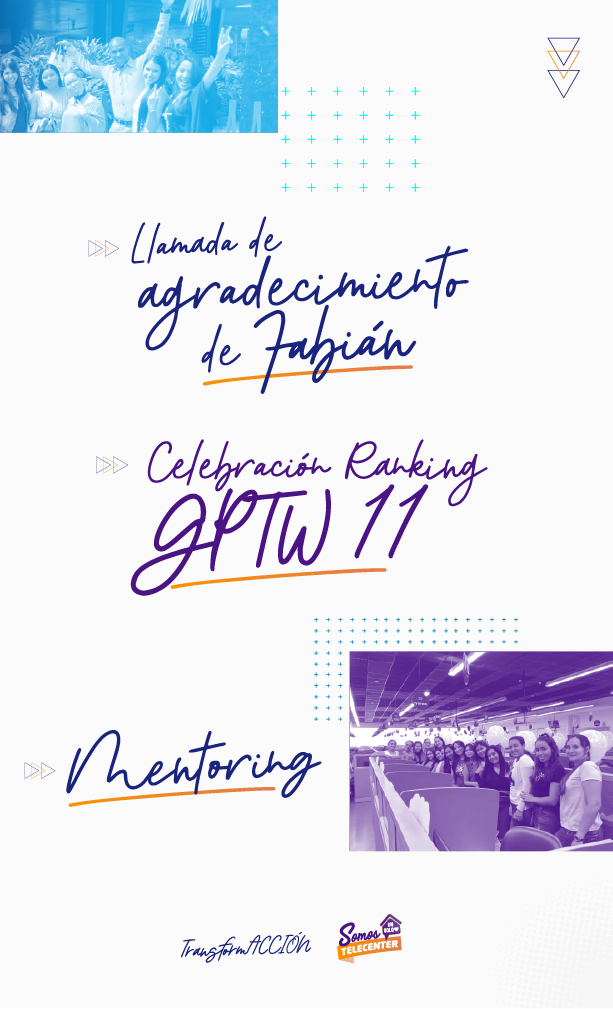 Llamada de
agradecimiento
de Fabián
Celebración Ranking
GPTW 11
Mentoring
TransformACCIÓN
Somos
TELECENTER